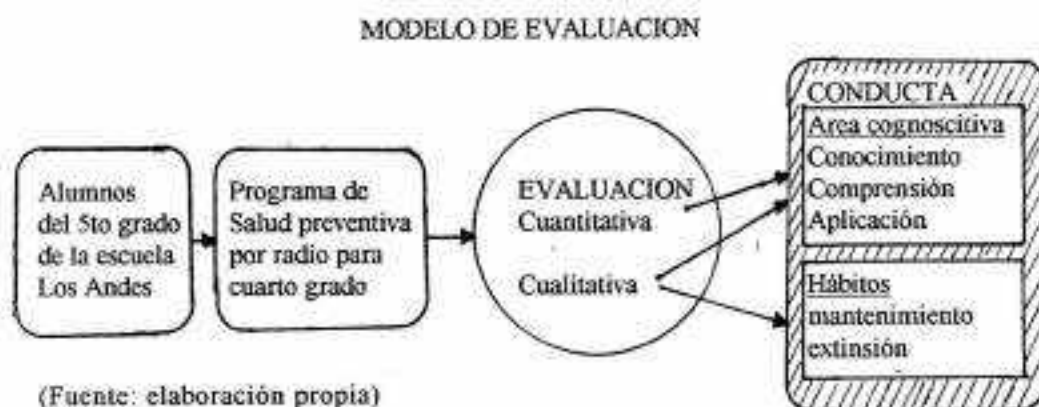 MODELO DE EVALUACION
Alumnos
del 5to grado
de la escuela
Los Andes
Programa de
Salud preventiva
por radio para
cuarto grado
EVALUACION
Cuantitativa
Cualitativa
CONDUCTA
Area cognoscitiva
Conocimiento
Comprensión
Aplicación
Hábitos
mantenimiento
extinsión
(Fuente: elaboración propia)